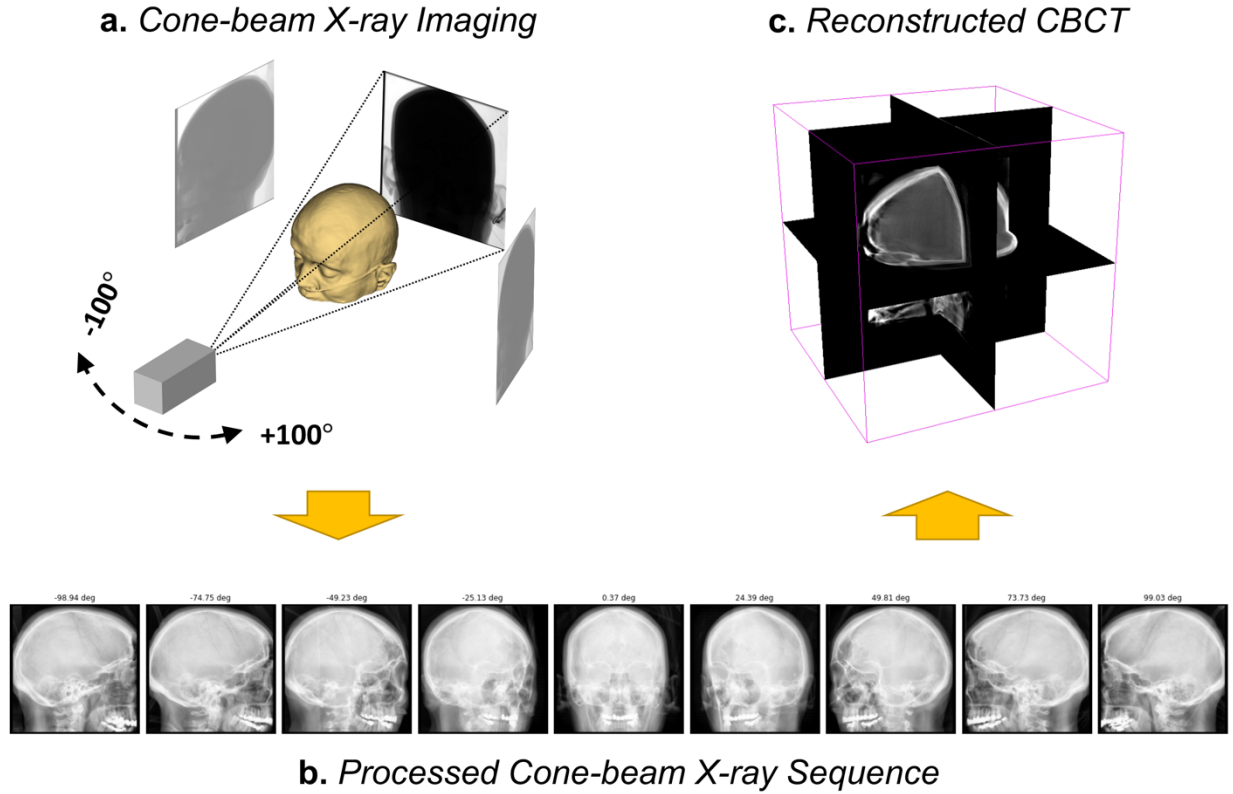 a. Cone-beam X-ray Imaging
c. Reconstructed CBCT
-100°
+100°
-98.94 deg
-74.75 deg
-49.23 deg
-25.13 deg
0.37 deg
24.39 deg
49.81 deg
73.73 deg
99.03 deg
b. Processed Cone-beam X-ray Sequence